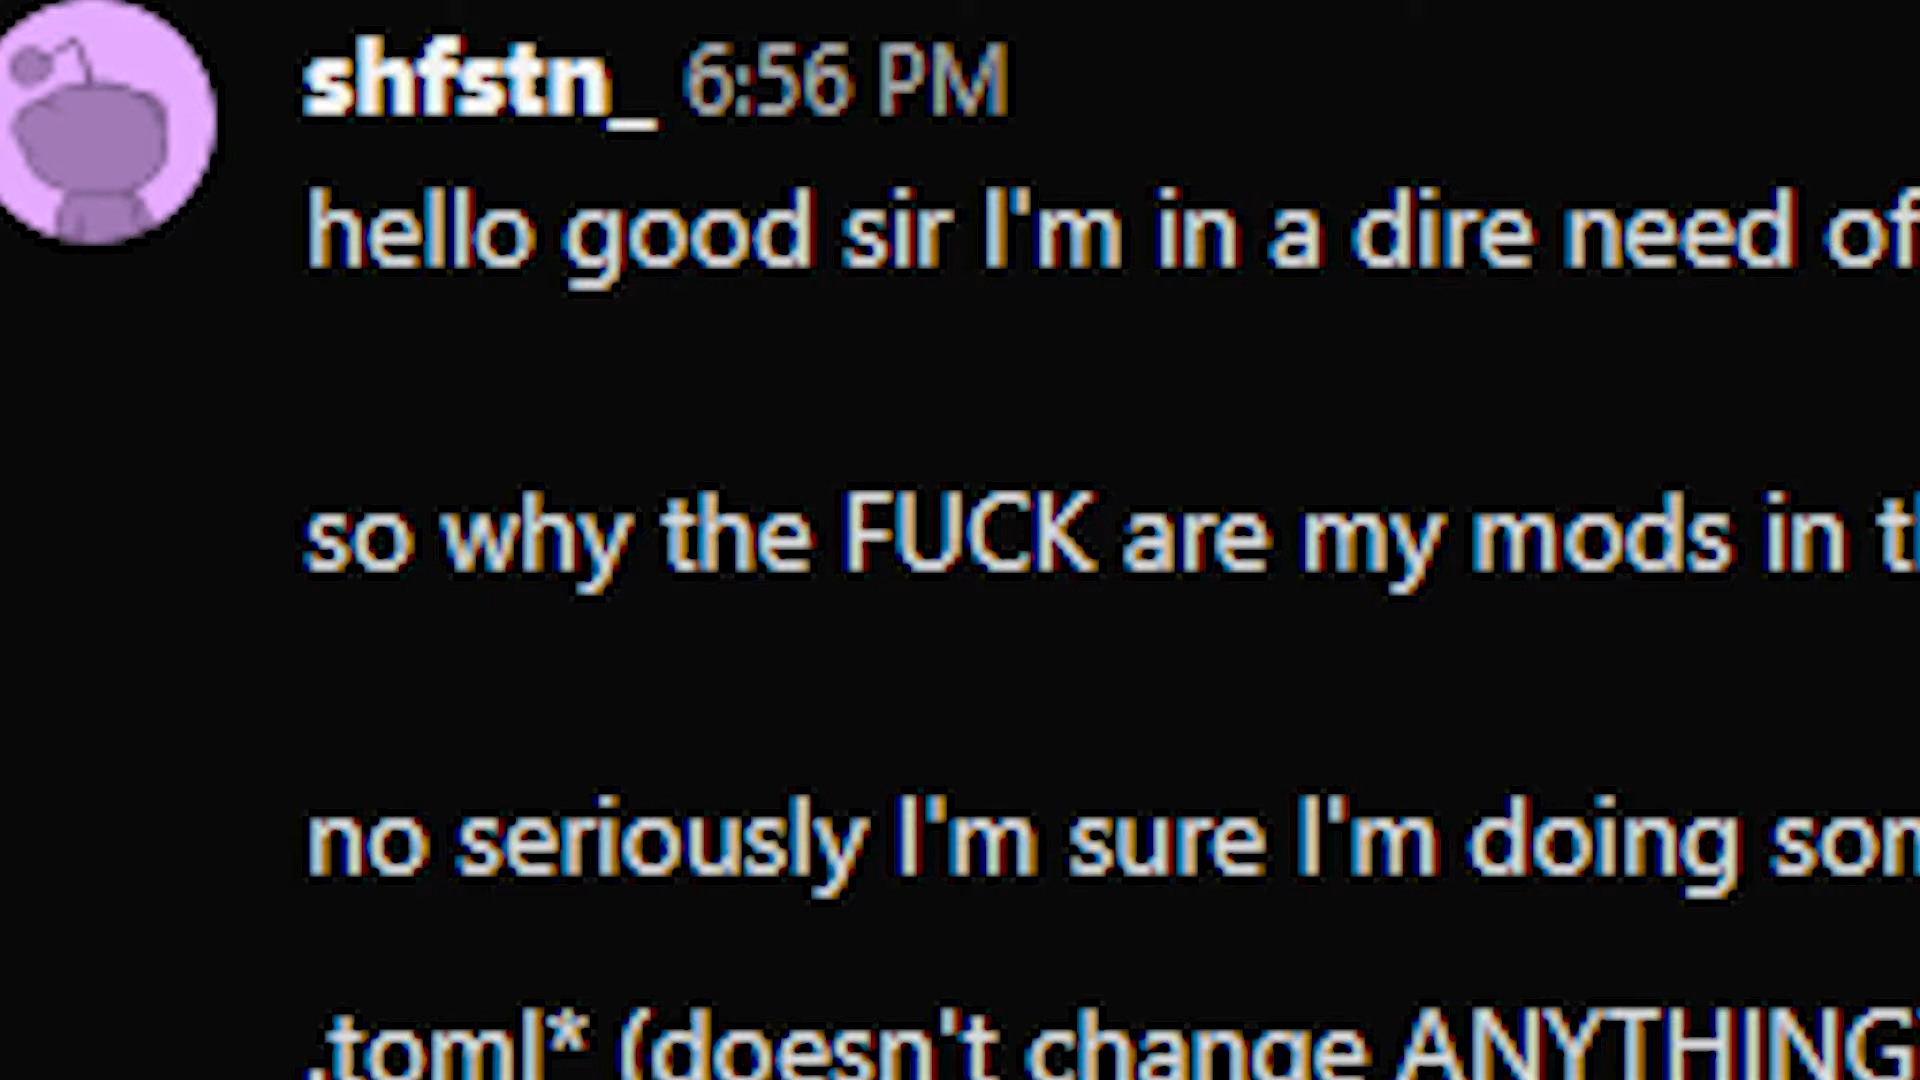 shfstn_ 6:56 PM
hello good sir I'm in a dire need of
so why the FUCK are my mods in
no seriously I'm sure I'm doing
.toml* (doesn't change ANYTHING